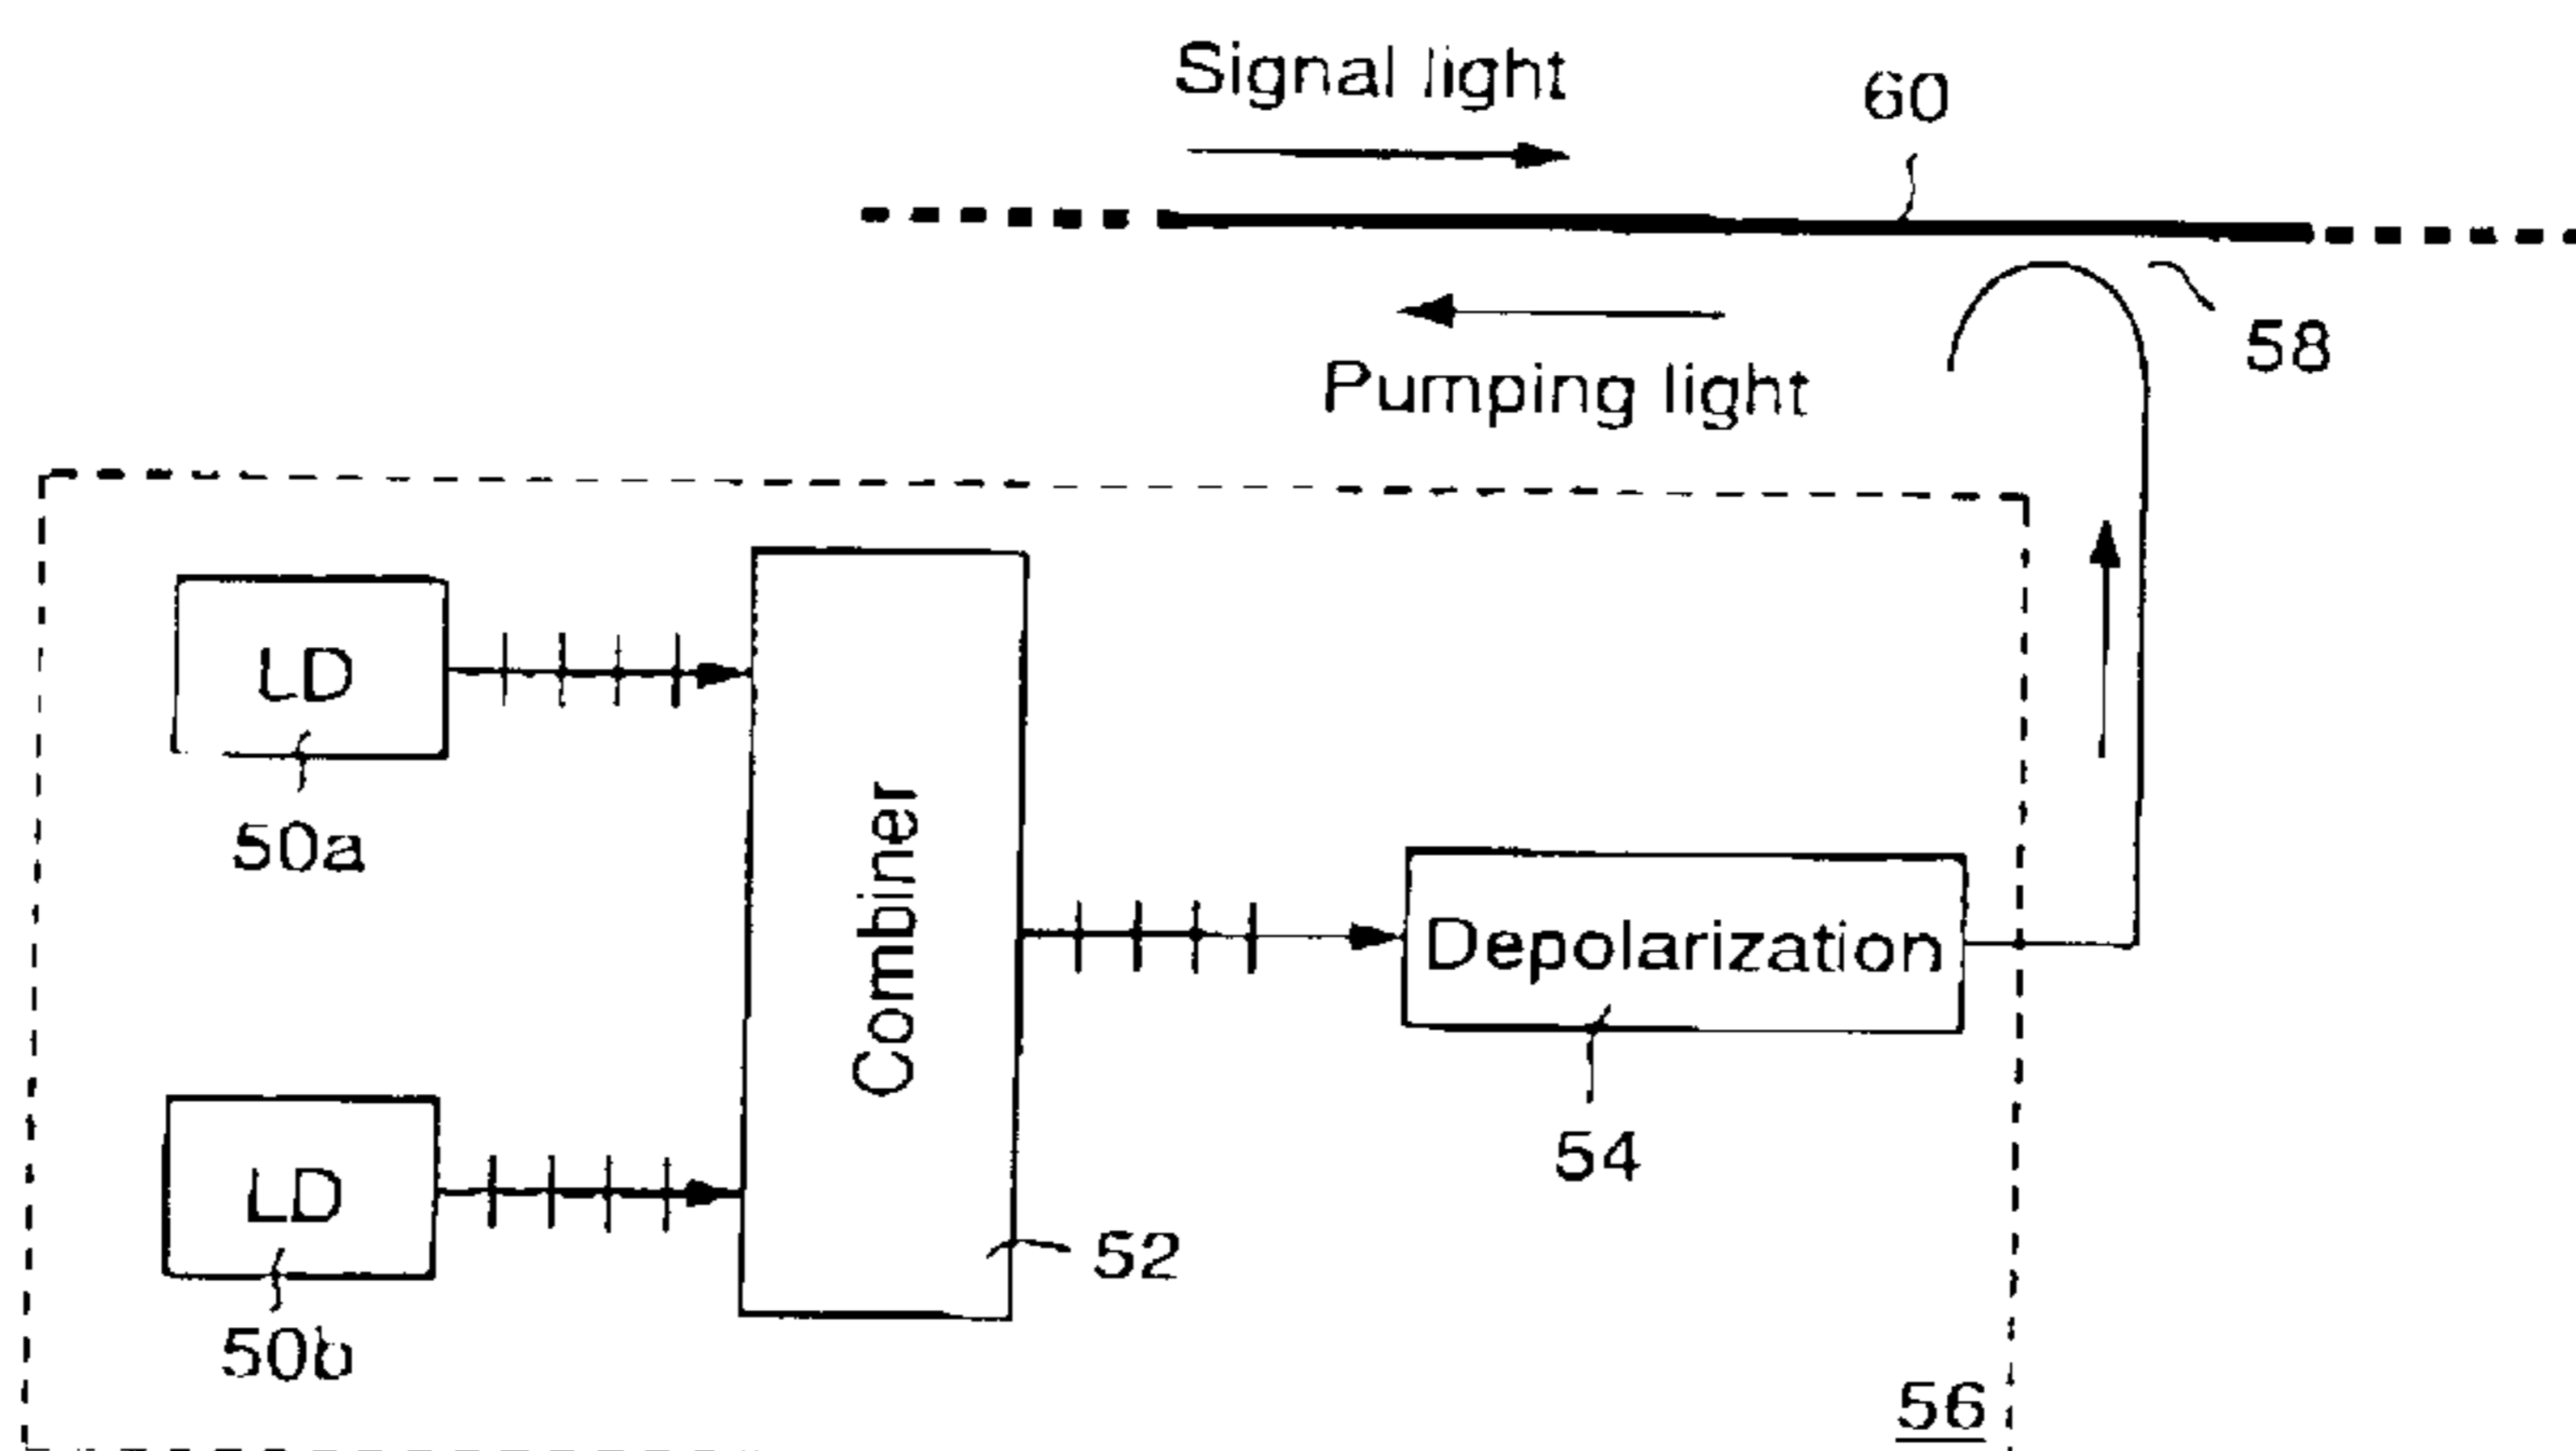 Signal light
60
58
Pumping light
LD
50a
Combiner
Depolarization
54
LD
50b
52
56